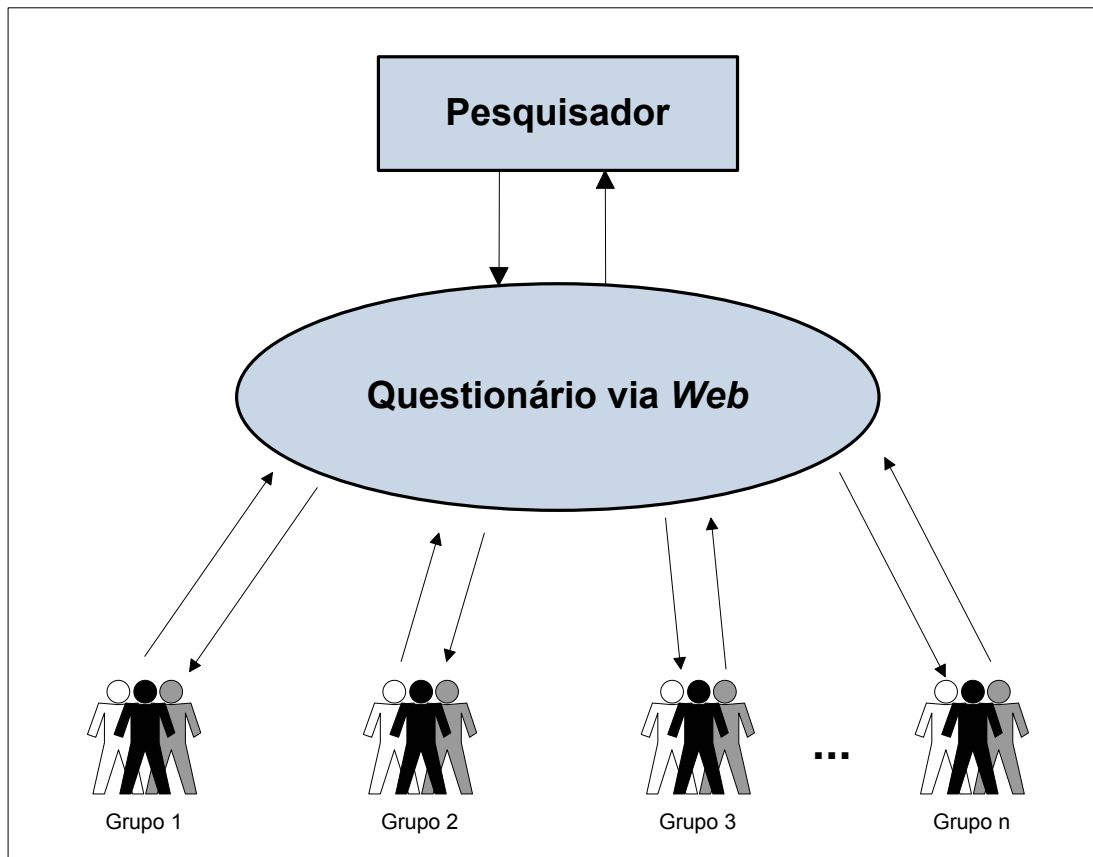 Pesquisador
Questionário via Web
...
Grupo 1
Grupo 2
Grupo 3
Grupo n